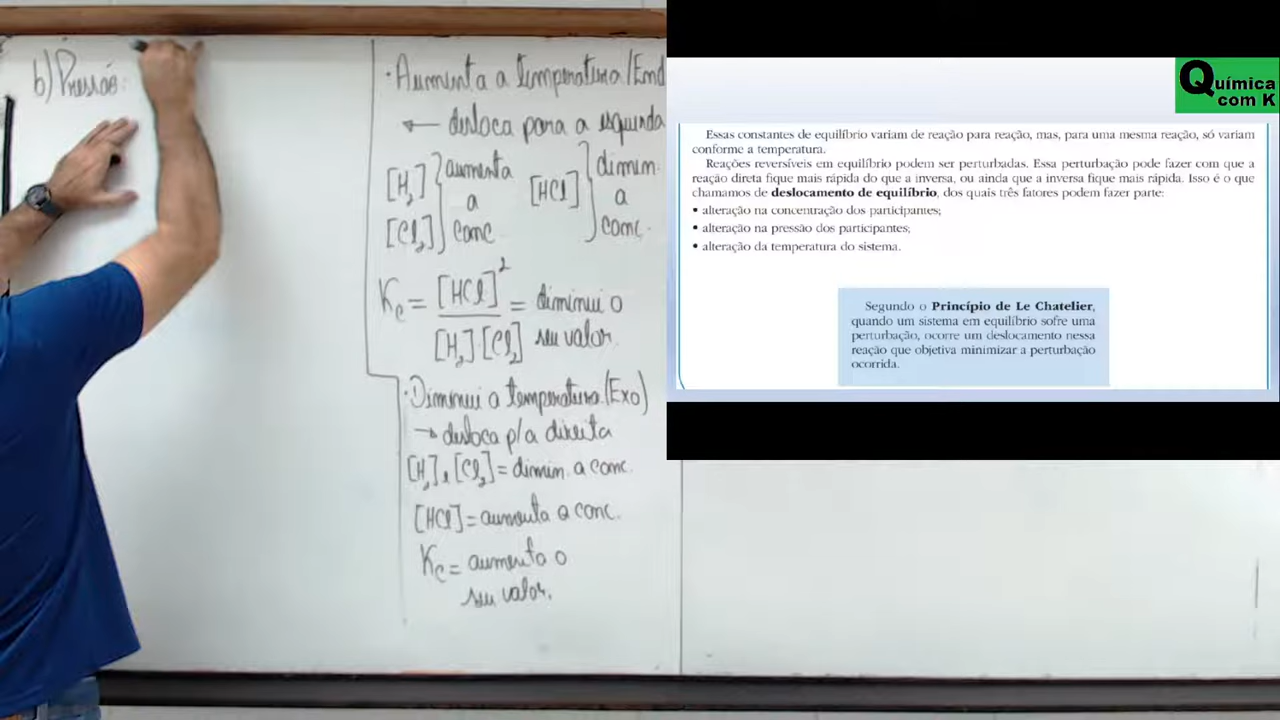 b) Pressão:
· Aumenta a temperatura (End
← desloca para a esquerda
[H₂] [Cl₂] } aumenta a conc
[HCl] } dimin. a conc.
Kc = [HCl]² / [H₂]·[Cl₂] = diminui o seu valor.
· Diminui a temperatura (Exo)
→ desloca p/ a direita
[H₂], [Cl₂] = dimin. a conc.
[HCl] = aumenta a conc.
Kc = aumenta o
seu valor.
Química
com K
Essas constantes de equilíbrio variam de reação para reação, mas, para uma mesma reação, só variam
conforme a temperatura.
Reações reversíveis em equilíbrio podem ser perturbadas. Essa perturbação pode fazer com que a
reação direta fique mais rápida do que a inversa, ou ainda que a inversa fique mais rápida. Isso é o que
chamamos de deslocamento de equilíbrio, dos quais três fatores podem fazer parte:
• alteração na concentração dos participantes;
• alteração na pressão dos participantes;
• alteração da temperatura do sistema.
Segundo o Princípio de Le Chatelier,
quando um sistema em equilíbrio sofre uma
perturbação, ocorre um deslocamento nessa
reação que objetiva minimizar a perturbação
ocorrida.